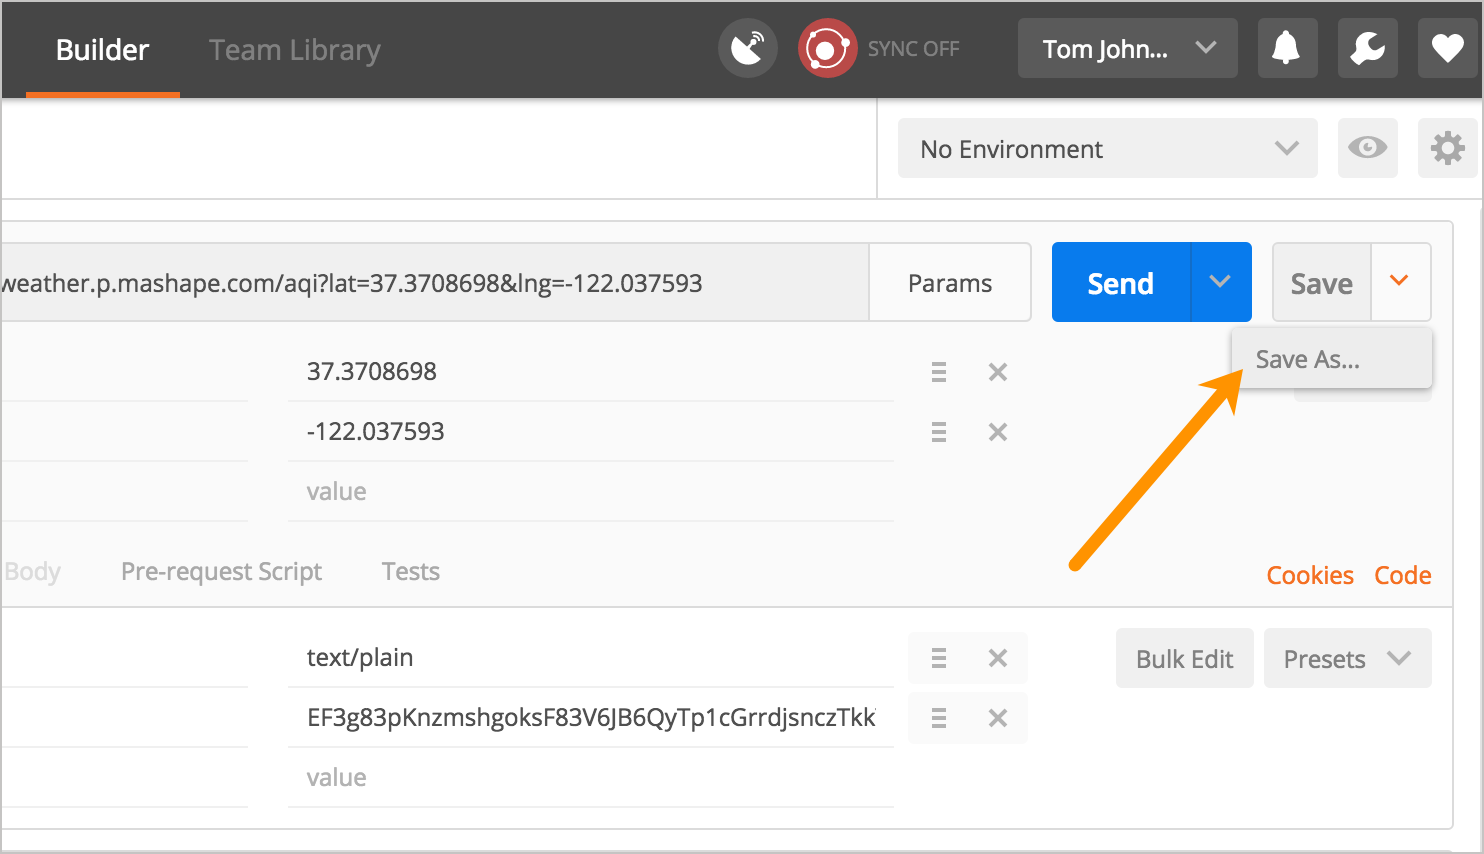 Builder
Team Library
SYNC OFF
Tom John...
No Environment
weather.p.mashape.com/aqi?lat=37.3708698&lng=-122.037593
Params
Send
Save
Save As...
37.3708698
-122.037593
value
Body
Pre-request Script
Tests
Cookies
Code
text/plain
Bulk Edit
Presets
EF3g83pKnzmshgoksF83V6JB6QyTp1cGrrdjsnczTkk
value